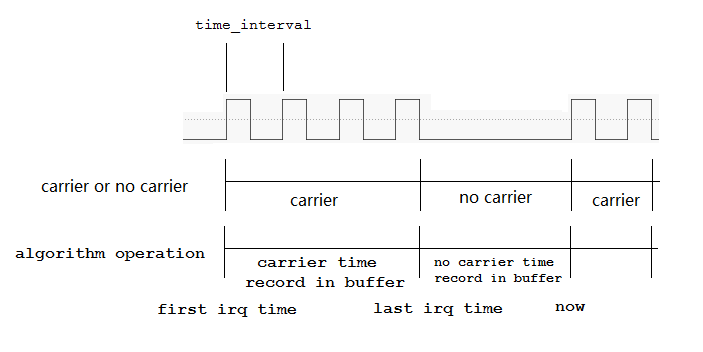 time_interval
carrier or no carrier
carrier
no carrier
carrier
algorithm operation
carrier time
record in buffer
no carrier time
record in buffer
first irq time
last irq time
now